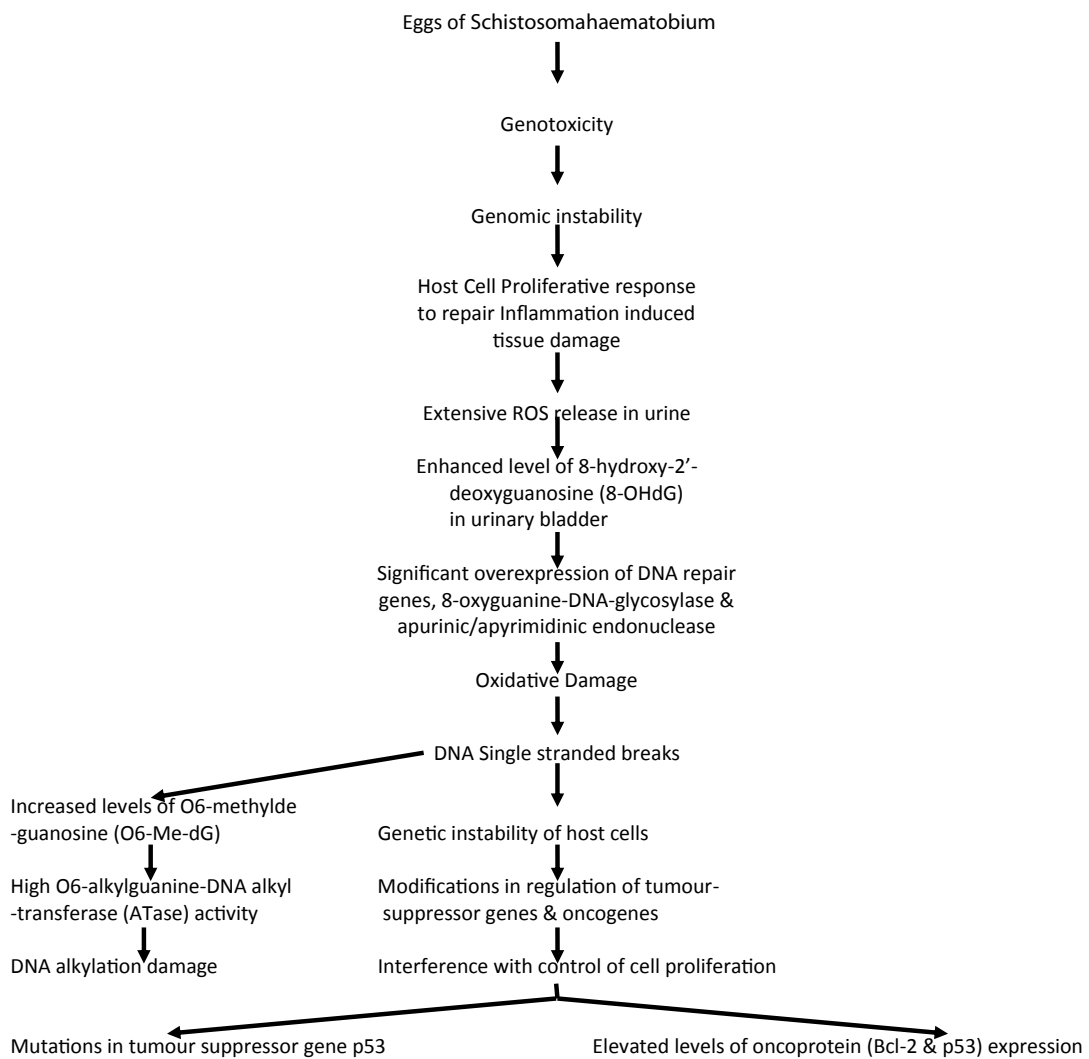 Eggs of Schistosomahaematobium
Genotoxicity
Genomic instability
Host Cell Proliferative response
to repair Inflammation induced
tissue damage
Extensive ROS release in urine
Enhanced level of 8-hydroxy-2’-
deoxyguanosine (8-OHdG)
in urinary bladder
Significant overexpression of DNA repair
genes, 8-oxyguanine-DNA-glycosylase &
apurinic/apyrimidinic endonuclease
Oxidative Damage
DNA Single stranded breaks
Increased levels of O6-methylde
-guanosine (O6-Me-dG)
High O6-alkylguanine-DNA alkyl
-transferase (ATase) activity
DNA alkylation damage
Genetic instability of host cells
Modifications in regulation of tumour-
suppressor genes & oncogenes
Interference with control of cell proliferation
Mutations in tumour suppressor gene p53
Elevated levels of oncoprotein (Bcl-2 & p53) expression